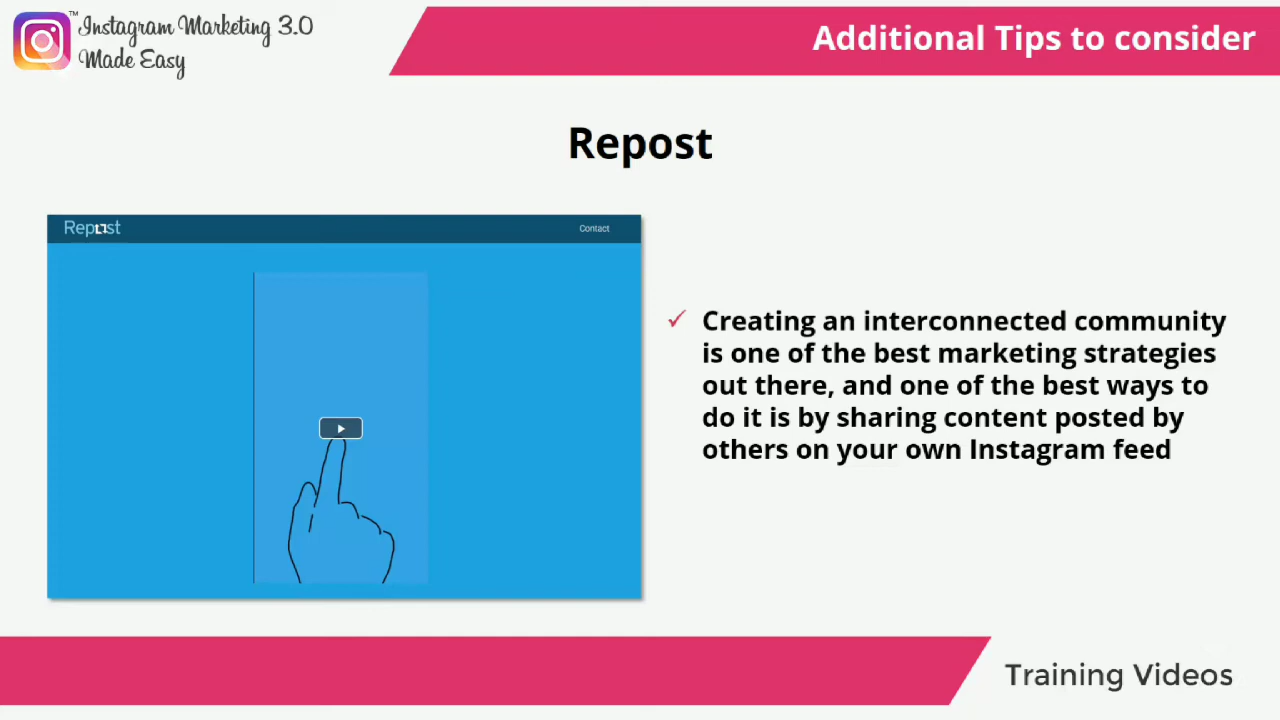 ™ Instagram Marketing 3.0
Made Easy
Additional Tips to consider
Repost
Repost
Contact
✓ Creating an interconnected community
is one of the best marketing strategies
out there, and one of the best ways to
do it is by sharing content posted by
others on your own Instagram feed
Training Videos